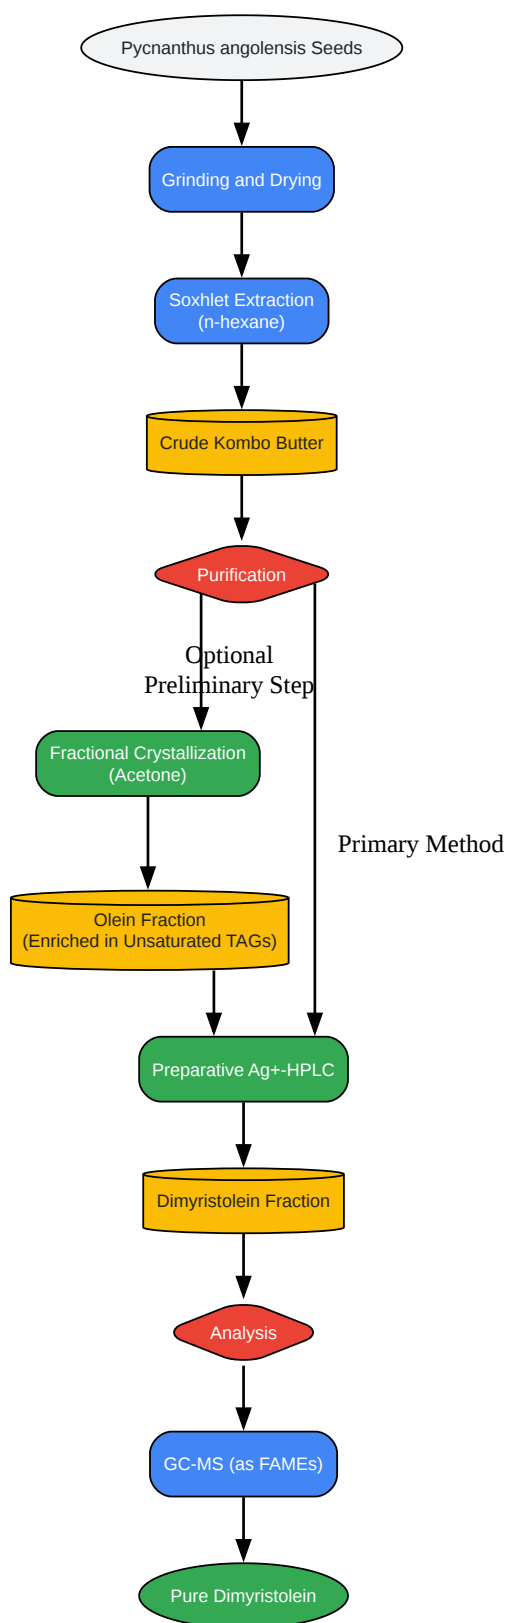 Pycnanthus angolensis Seeds
Grinding and Drying
Soxhlet Extraction
(n-hexane)
Crude Kombo Butter
Purification
Optional
Preliminary Step
Fractional Crystallization
(Acetone)
Primary Method
Olein Fraction
(Enriched in Unsaturated TAGs)
Preparative Ag+-HPLC
Dimyristolein Fraction
Analysis
GC-MS (as FAMEs)
Pure Dimyristolein